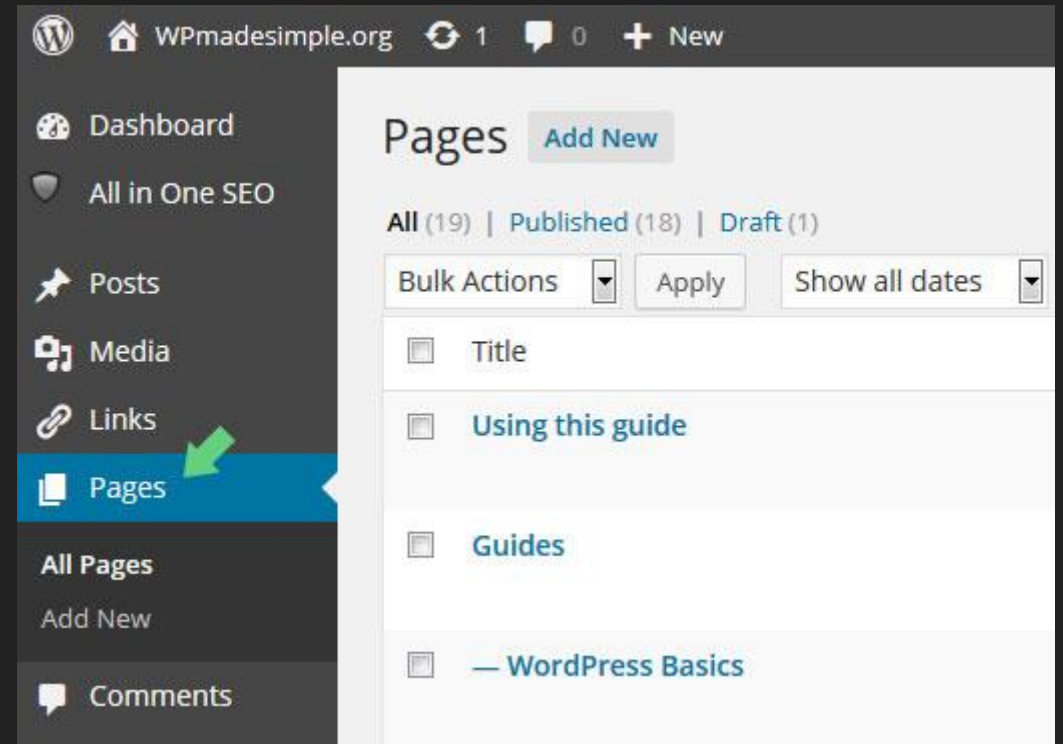 WPmadesimple.org 1 0 + New
Dashboard
All in One SEO
Posts
Media
Links
Pages
All Pages
Add New
Comments
Pages Add New
All (19) | Published (18) | Draft (1)
Bulk Actions Apply Show all dates
Title
Using this guide
Guides
— WordPress Basics